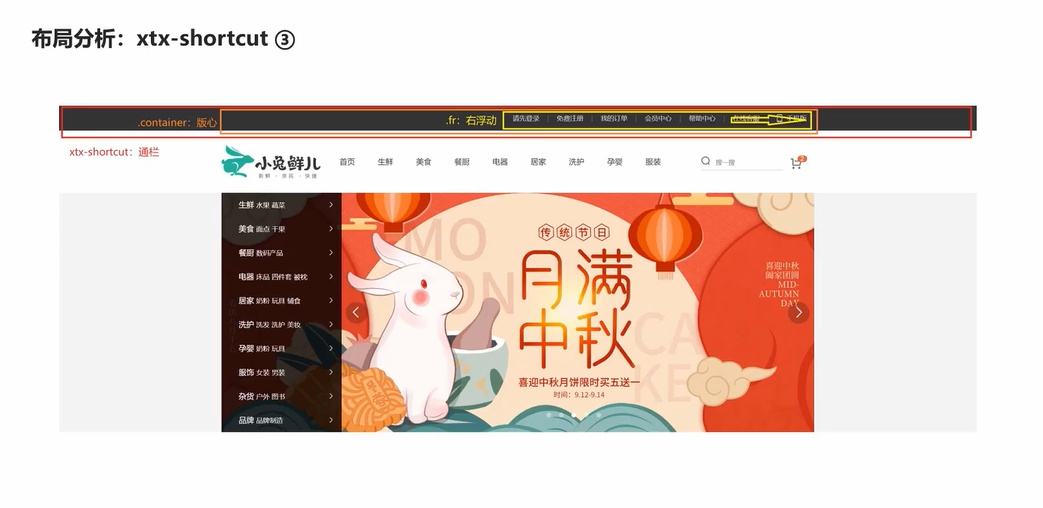 布局分析：xtx-shortcut ③
.container：版心
.fr：右浮动
请先登录 | 免费注册 | 我的订单 | 会员中心 | 帮助中心 | 在线客服 | 手机版
xtx-shortcut：通栏
小兔鲜儿
新鲜 · 亲民 · 快捷
首页 生鲜 美食 餐厨 电器 居家 洗护 孕婴 服装
搜一搜
2
生鲜 水果 蔬菜
美食 面点 干果
餐厨 数码产品
电器 床品 四件套 被枕
居家 奶粉 玩具 辅食
洗护 洗发 洗护 美妆
孕婴 奶粉 玩具
服饰 女装 男装
杂货 户外 图书
品牌 品牌制造
MO
ON
传统节日
月满
中秋
CA
KE
喜迎中秋月饼限时买五送一
时间：9.12-9.14
喜迎中秋
阖家团圆
MID-
AUTUMN
DAY